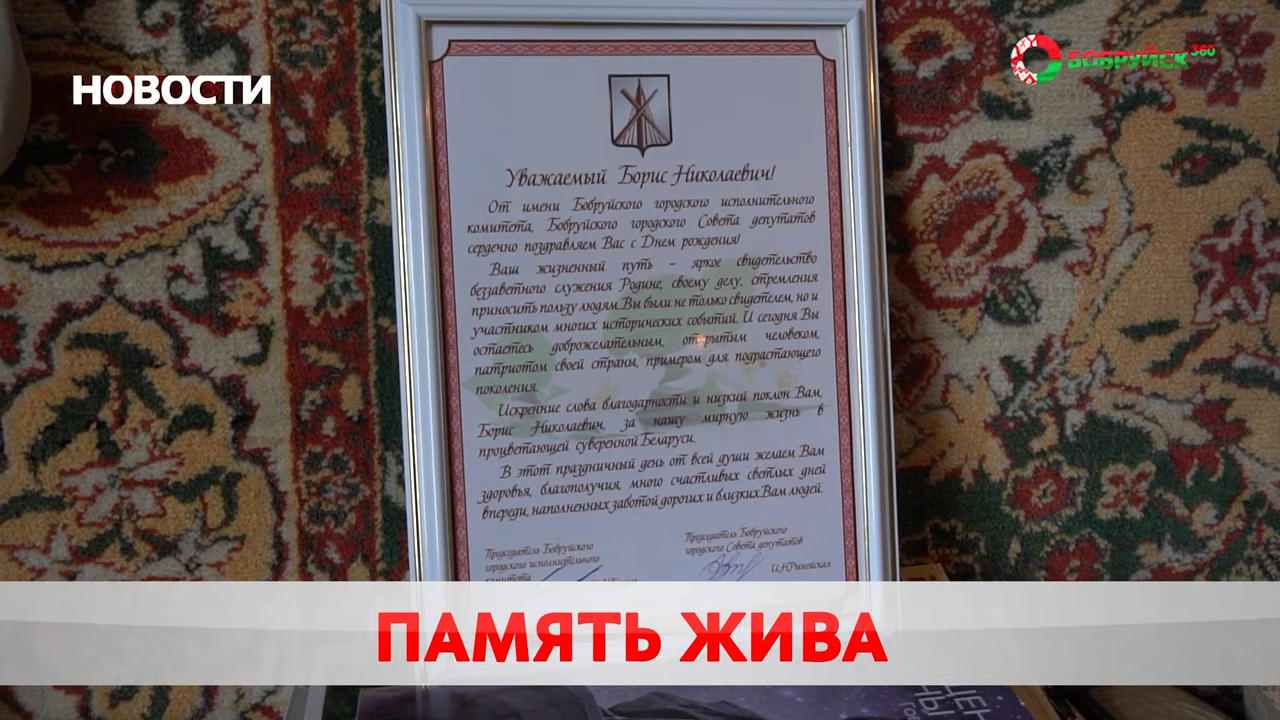 НОВОСТИ
БОБРУЙСК 360
Уважаемый Борис Николаевич!
От имени Бобруйского городского исполнительного
комитета, Бобруйского городского Совета депутатов
сердечно поздравляем Вас с Днем рождения!
Ваш жизненный путь - яркое свидетельство
беззаветного служения Родине, своему делу, стремления
приносить пользу людям. Вы были не только свидетелем, но и
участником многих исторических событий. И сегодня Вы
остаетесь доброжелательным, открытым человеком,
патриотом своей страны, примером для подрастающего
поколения.
Искренние слова благодарности и низкий поклон Вам,
Борис Николаевич, за нашу мирную жизнь в
процветающей суверенной Беларуси.
В этот праздничный день от всей души желаем Вам
здоровья, благополучия, много счастливых светлых дней
впереди, наполненных заботой дорогих и близких Вам людей.
Председатель Бобруйского
городского исполнительного
комитета
Председатель Бобруйского
городского Совета депутатов
И.Н.Ринейская
ПАМЯТЬ ЖИВА